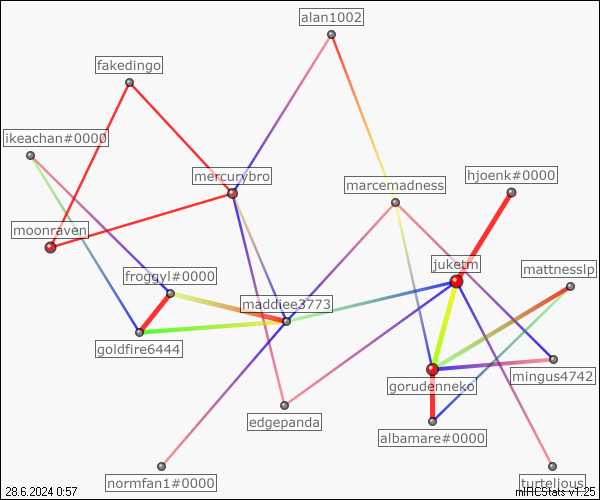 alan1002
fakedingo
ikeachan#0000
mercurybro
marcemadness
hjoenk#0000
moonraven
juketm
froggyl#0000
mattnesslp
maddiee3773
goldfire6444
mingus4742
gorudenneko
edgepanda
albamare#0000
normfan1#0000
turteljous
28.6.2024 0:57
mIRCStats v1.25